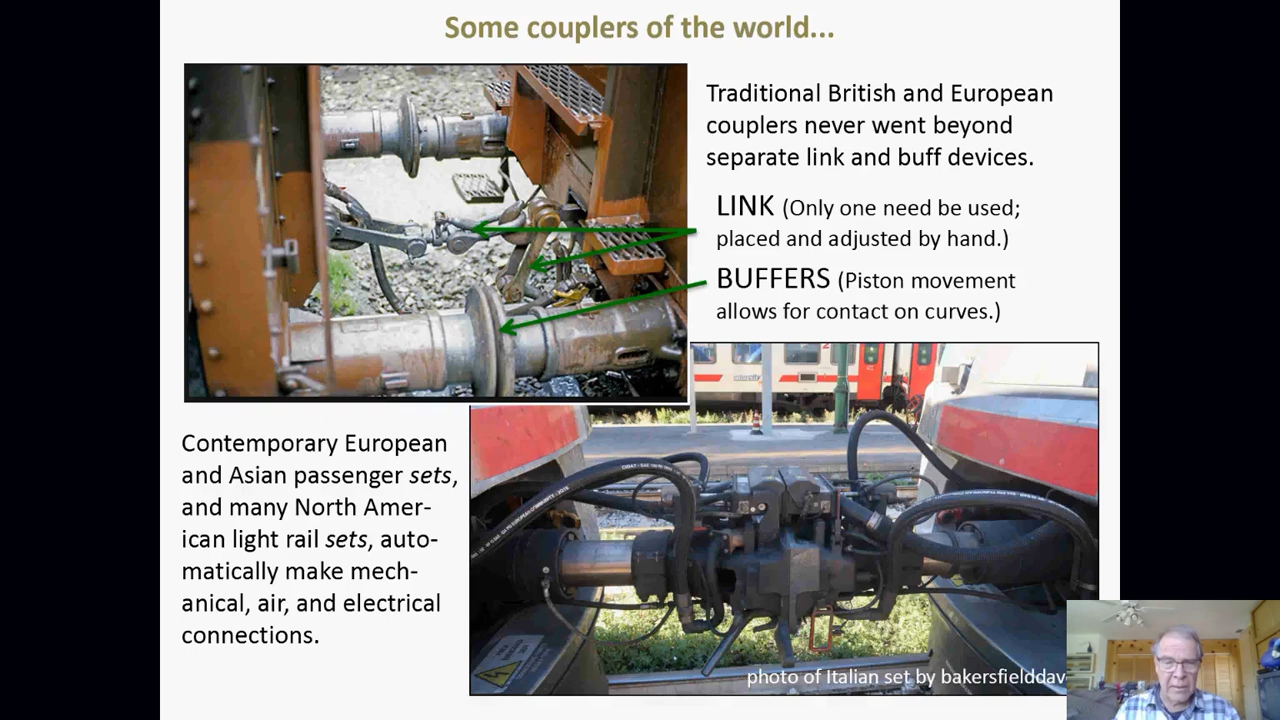 Some couplers of the world...
Traditional British and European
couplers never went beyond
separate link and buff devices.
LINK (Only one need be used;
placed and adjusted by hand.)
BUFFERS (Piston movement
allows for contact on curves.)
Contemporary European
and Asian passenger sets,
and many North Amer-
ican light rail sets, auto-
matically make mech-
anical, air, and electrical
connections.
photo of Italian set by bakersfielddav